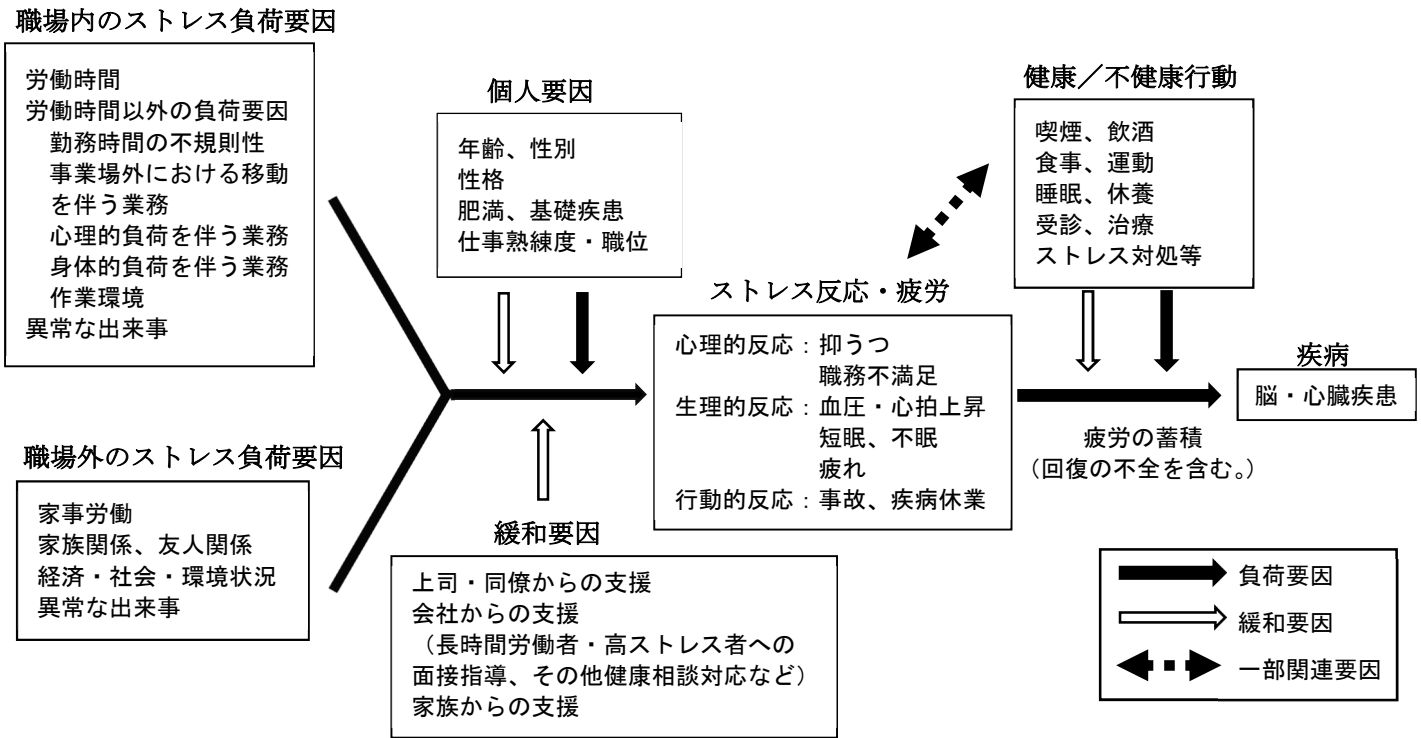 職場内のストレス負荷要因
労働時間
労働時間以外の負荷要因
勤務時間の不規則性
事業場外における移動
を伴う業務
心理的負荷を伴う業務
身体的負荷を伴う業務
作業環境
異常な出来事
職場外のストレス負荷要因
家事労働
家族関係、友人関係
経済・社会・環境状況
異常な出来事
個人要因
年齢、性別
性格
肥満、基礎疾患
仕事熟練度・職位
緩和要因
上司・同僚からの支援
会社からの支援
（長時間労働者・高ストレス者への
面接指導、その他健康相談対応など）
家族からの支援
ストレス反応・疲労
心理的反応：抑うつ
職務不満足
生理的反応：血圧・心拍上昇
短眠、不眠
疲れ
行動的反応：事故、疾病休業
健康／不健康行動
喫煙、飲酒
食事、運動
睡眠、休養
受診、治療
ストレス対処等
疲労の蓄積
（回復の不全を含む。）
疾病
脳・心臓疾患
負荷要因
緩和要因
一部関連要因